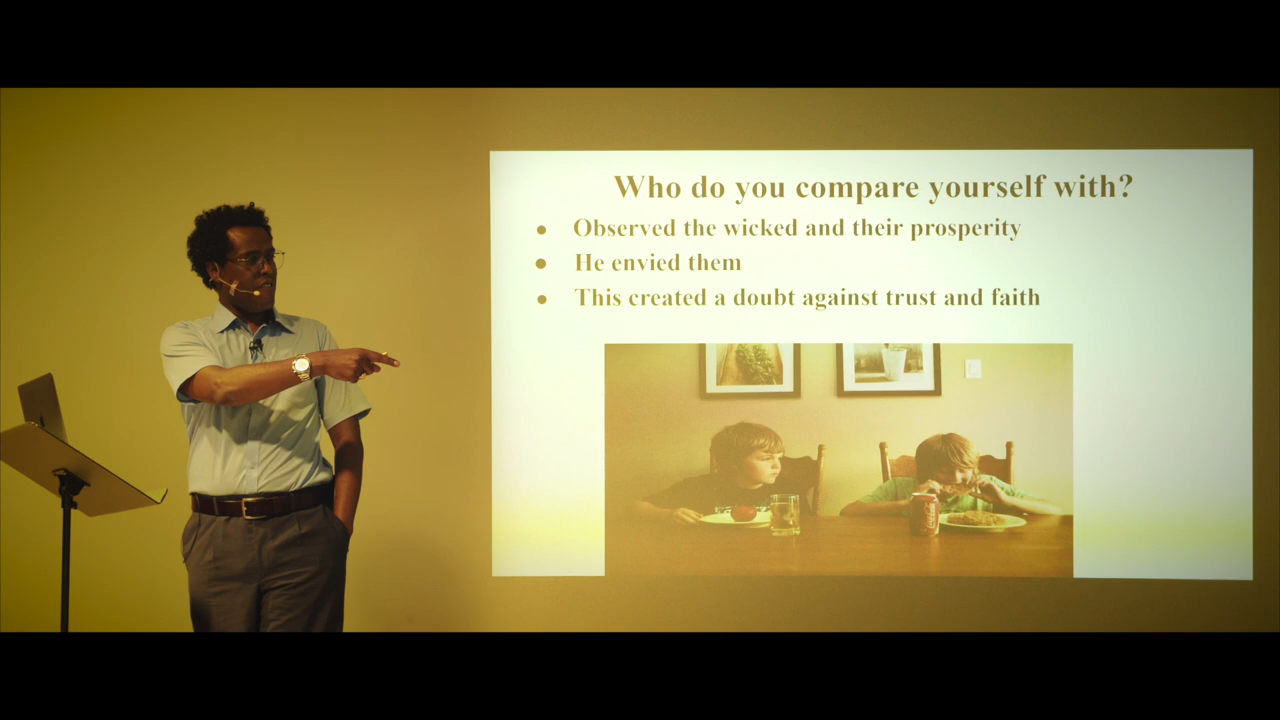 Who do you compare yourself with?
● Observed the wicked and their prosperity
● He envied them
● This created a doubt against trust and faith